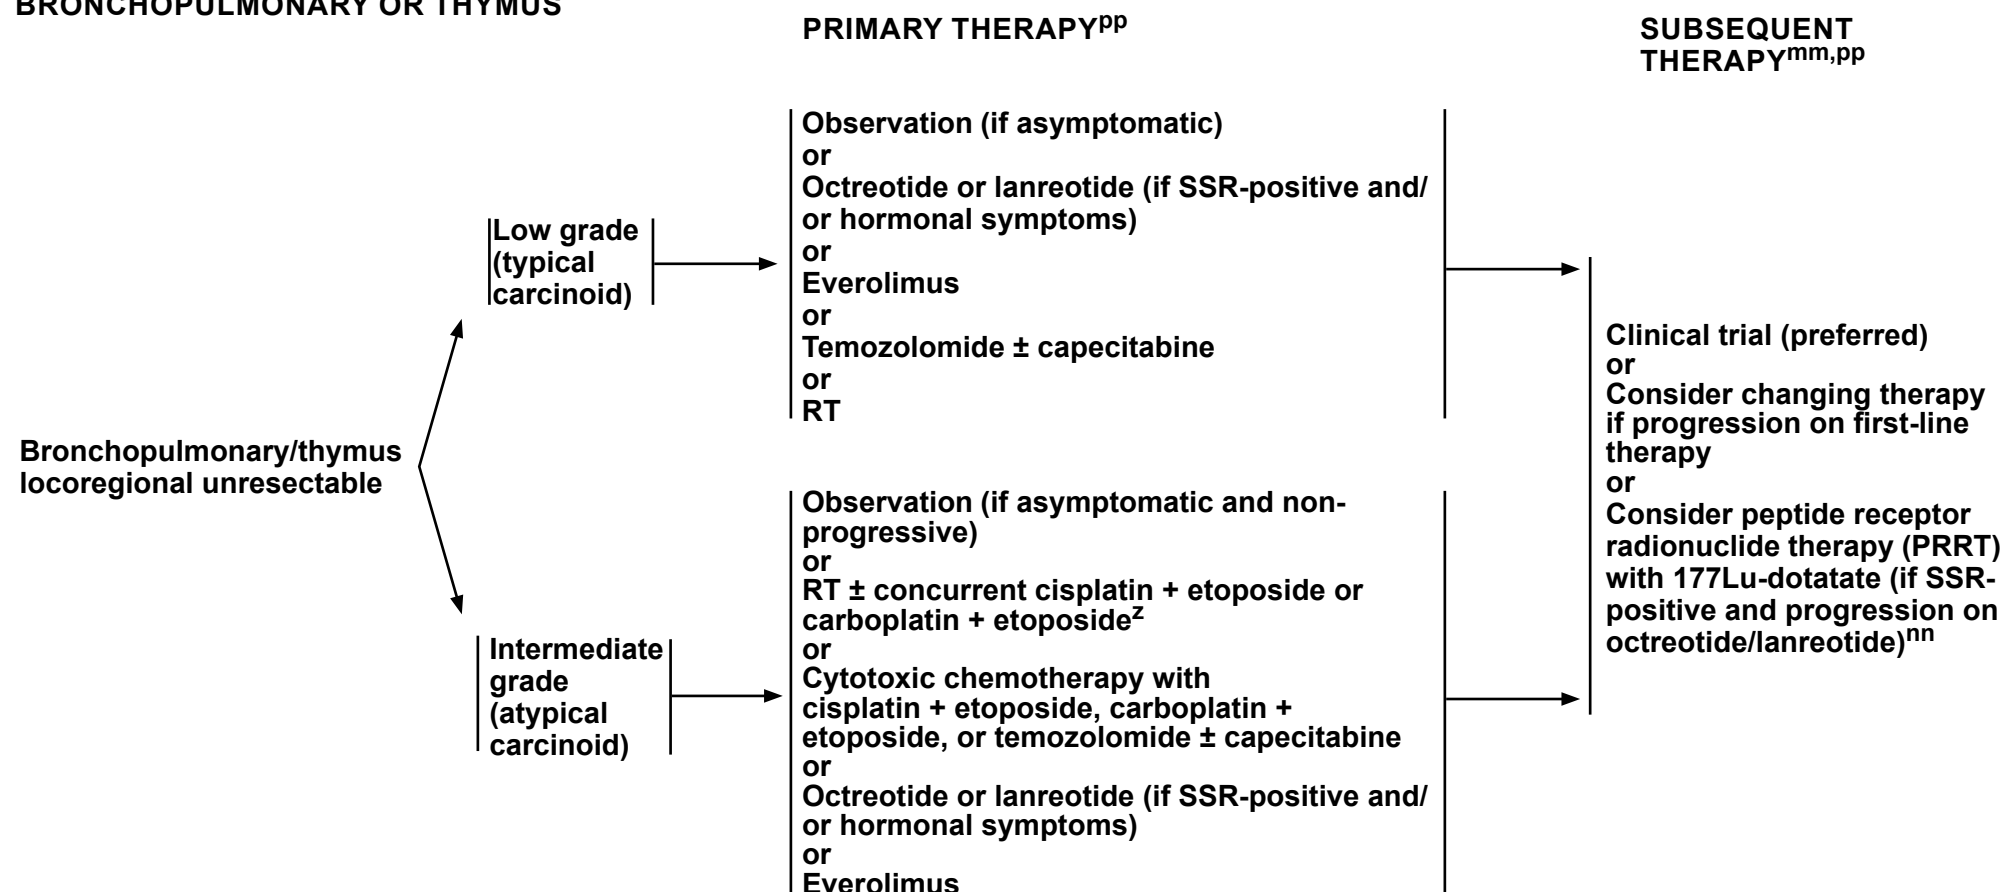 BRONCHOPULMONARY OR THYMUS
PRIMARY THERAPYpp
SUBSEQUENT
THERAPYmm,pp
Bronchopulmonary/thymus
locoregional unresectable
Low grade
(typical
carcinoid)
Observation (if asymptomatic)
or
Octreotide or lanreotide (if SSR-positive and/
or hormonal symptoms)
or
Everolimus
or
Temozolomide ± capecitabine
or
RT
Intermediate
grade
(atypical
carcinoid)
Observation (if asymptomatic and non-
progressive)
or
RT ± concurrent cisplatin + etoposide or
carboplatin + etoposidez
or
Cytotoxic chemotherapy with
cisplatin + etoposide, carboplatin +
etoposide, or temozolomide ± capecitabine
or
Octreotide or lanreotide (if SSR-positive and/
or hormonal symptoms)
or
Everolimus
Clinical trial (preferred)
or
Consider changing therapy
if progression on first-line
therapy
or
Consider peptide receptor
radionuclide therapy (PRRT)
with 177Lu-dotatate (if SSR-
positive and progression on
octreotide/lanreotide)nn